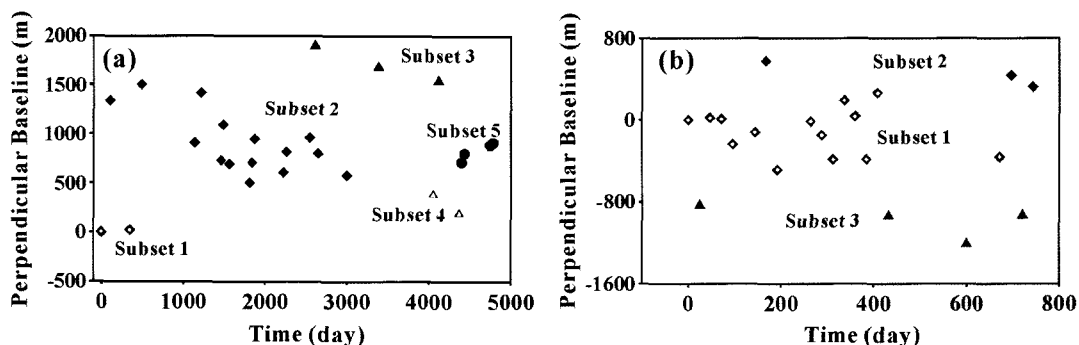 Perpendicular Baseline (m)
2000
1500
1000
500
0
-500
(a)
Subset 3
Subset 2
Subset 5
Subset 4
Subset 1
0
1000
2000
3000
4000
5000
Time (day)
Perpendicular Baseline (m)
800
0
-800
-1600
(b)
Subset 2
Subset 1
Subset 3
0
200
400
600
800
Time (day)